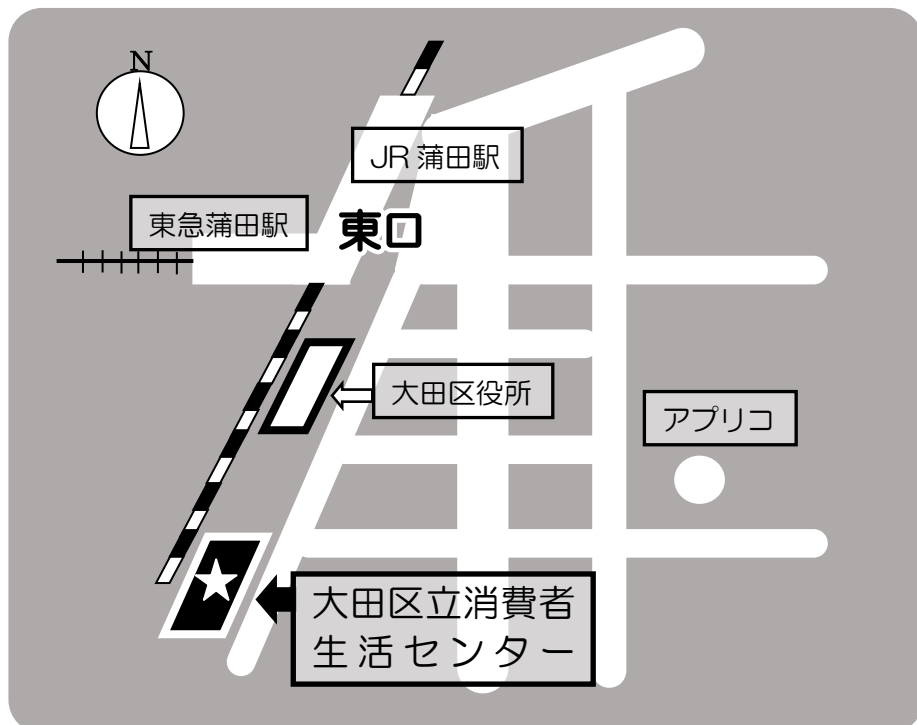 N
JR 蒲田駅
東急蒲田駅
東口
大田区役所
アプリコ
大田区立消費者
生活センター